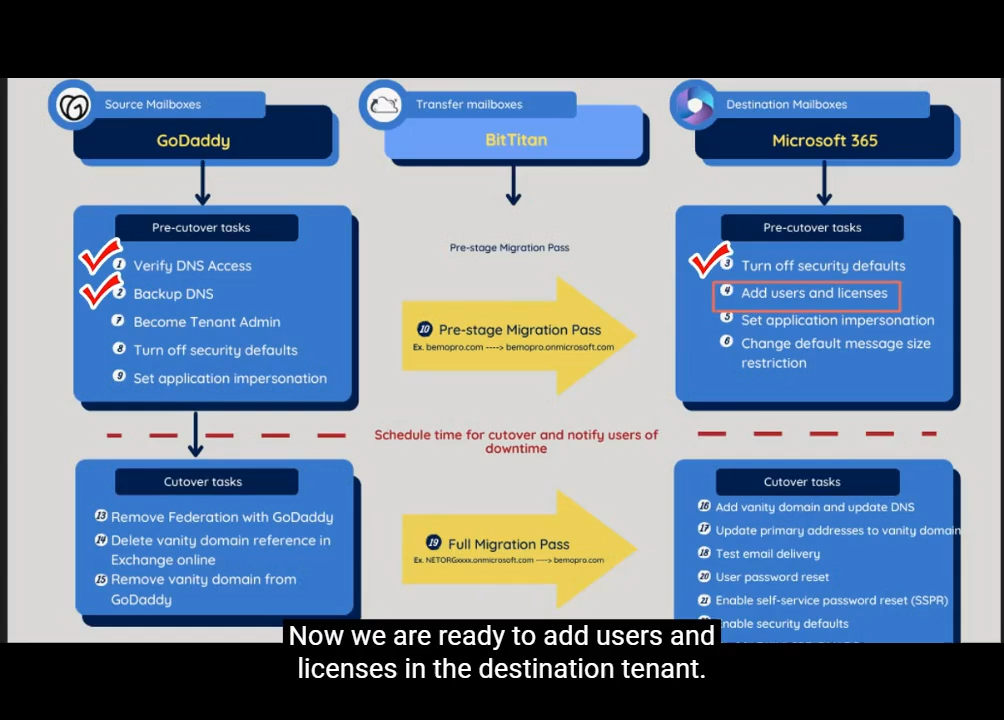 Source Mailboxes
GoDaddy
Transfer mailboxes
BitTitan
Destination Mailboxes
Microsoft 365
Pre-cutover tasks
1 Verify DNS Access
2 Backup DNS
7 Become Tenant Admin
8 Turn off security defaults
9 Set application impersonation
Pre-stage Migration Pass
10 Pre-stage Migration Pass
Ex. bemopro.com ----> bemopro.onmicrosoft.com
Pre-cutover tasks
3 Turn off security defaults
4 Add users and licenses
5 Set application impersonation
6 Change default message size
restriction
Schedule time for cutover and notify users of
downtime
Cutover tasks
13 Remove Federation with GoDaddy
14 Delete vanity domain reference in
Exchange online
15 Remove vanity domain from
GoDaddy
19 Full Migration Pass
Ex. NETORGxxxx.onmicrosoft.com ----> bemopro.com
Cutover tasks
16 Add vanity domain and update DNS
17 Update primary addresses to vanity domain
18 Test email delivery
20 User password reset
21 Enable self-service password reset (SSPR)
Enable security defaults
Now we are ready to add users and
licenses in the destination tenant.